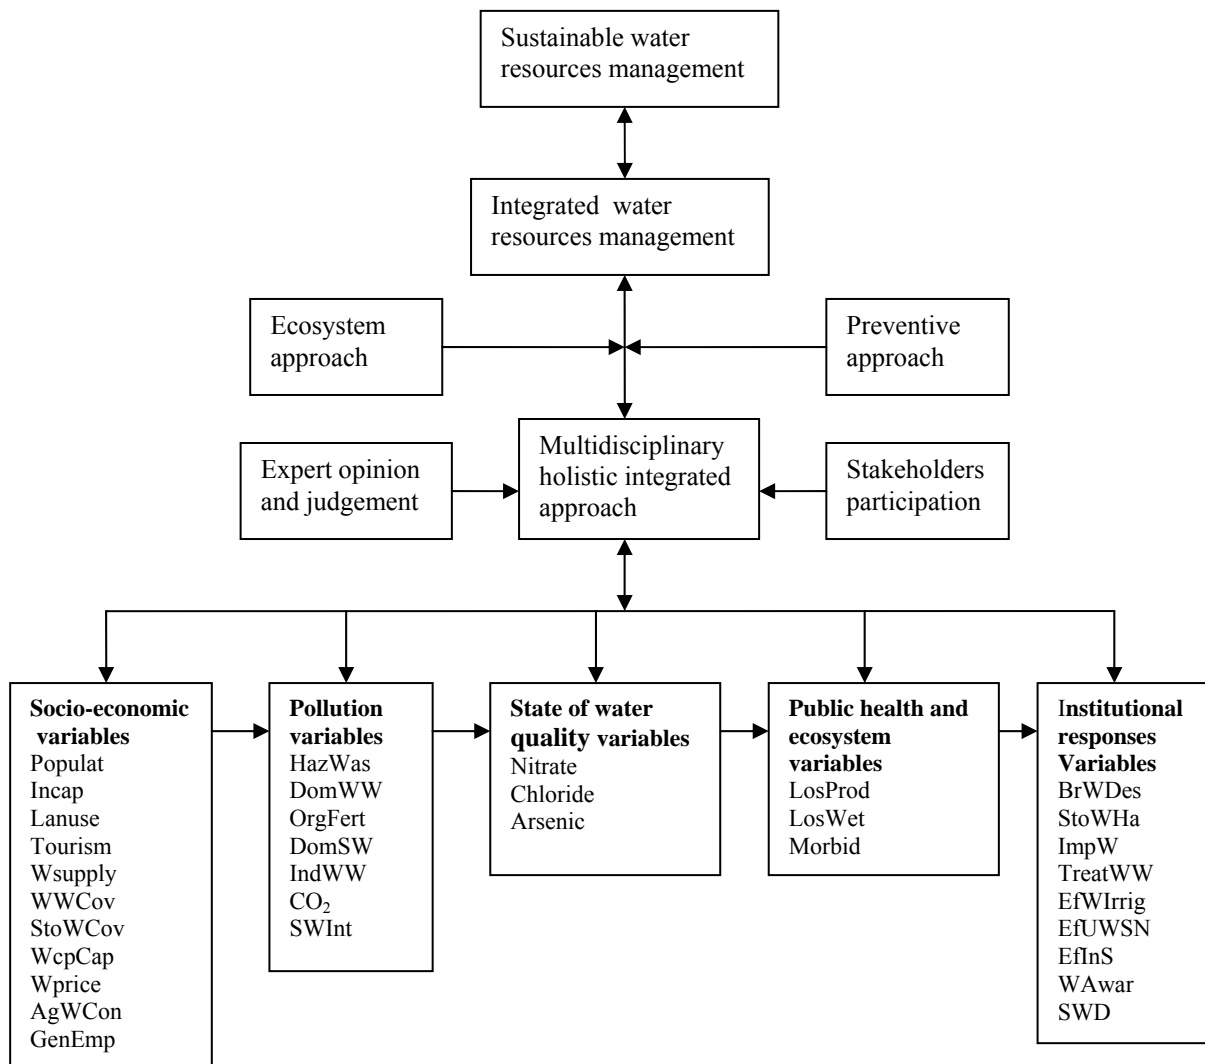 Sustainable water
resources management
Integrated water
resources management
Ecosystem
approach
Preventive
approach
Expert opinion
and judgement
Multidisciplinary
holistic integrated
approach
Stakeholders
participation
Socio-economic
variables
Populat
Incap
Lanuse
Tourism
Wsupply
WWCov
StoWCov
WcpCap
Wprice
AgWCon
GenEmp
Pollution
variables
HazWas
DomWW
OrgFert
DomSW
IndWW
CO₂
SWInt
State of water
quality variables
Nitrate
Chloride
Arsenic
Public health and
ecosystem
variables
LosProd
LosWet
Morbid
Institutional
responses
Variables
BrWDes
StoWHa
ImpW
TreatWW
EfWIrrig
EfUWSN
EfInS
WAwar
SWD